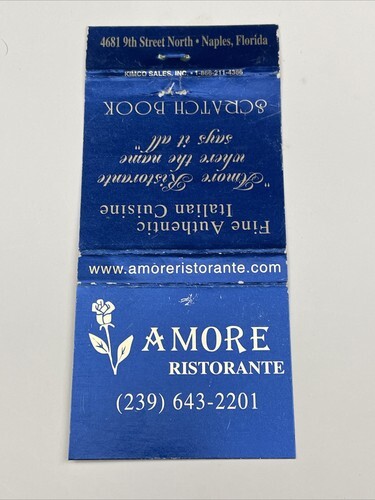 4681 9th Street North • Naples, Florida
KIMCO SALES, INC. • 1-866-211-4366
SCRATCH BOOK
"Amore Ristorante
where the name
says it all"
Fine Authentic
Italian Cuisine
www.amoreristorante.com
AMORE
RISTORANTE
(239) 643-2201